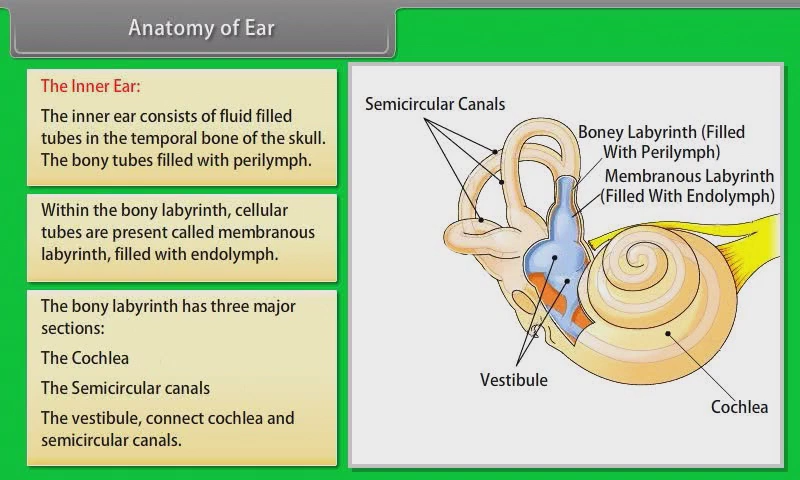 Anatomy of Ear
The Inner Ear:
The inner ear consists of fluid filled
tubes in the temporal bone of the skull.
The bony tubes filled with perilymph.
Within the bony labyrinth, cellular
tubes are present called membranous
labyrinth, filled with endolymph.
The bony labyrinth has three major
sections:
The Cochlea
The Semicircular canals
The vestibule, connect cochlea and
semicircular canals.
Semicircular Canals
Boney Labyrinth (Filled
With Perilymph)
Membranous Labyrinth
(Filled With Endolymph)
Vestibule
Cochlea